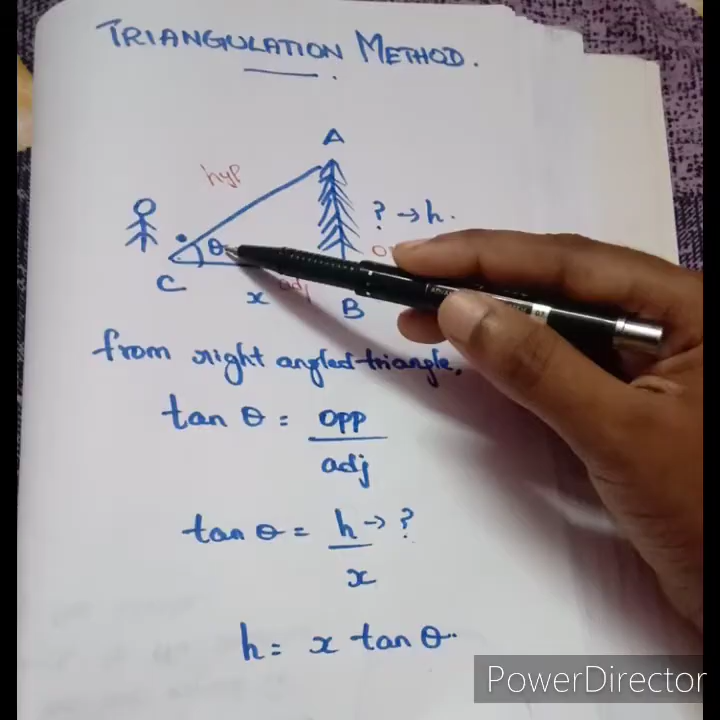 TRIANGULATION METHOD.
A
hyp
? → h.
θ
C
x
adj
B
from right angled triangle,
tan θ = opp
adj
tan θ = h → ?
x
h = x tan θ.
PowerDirector